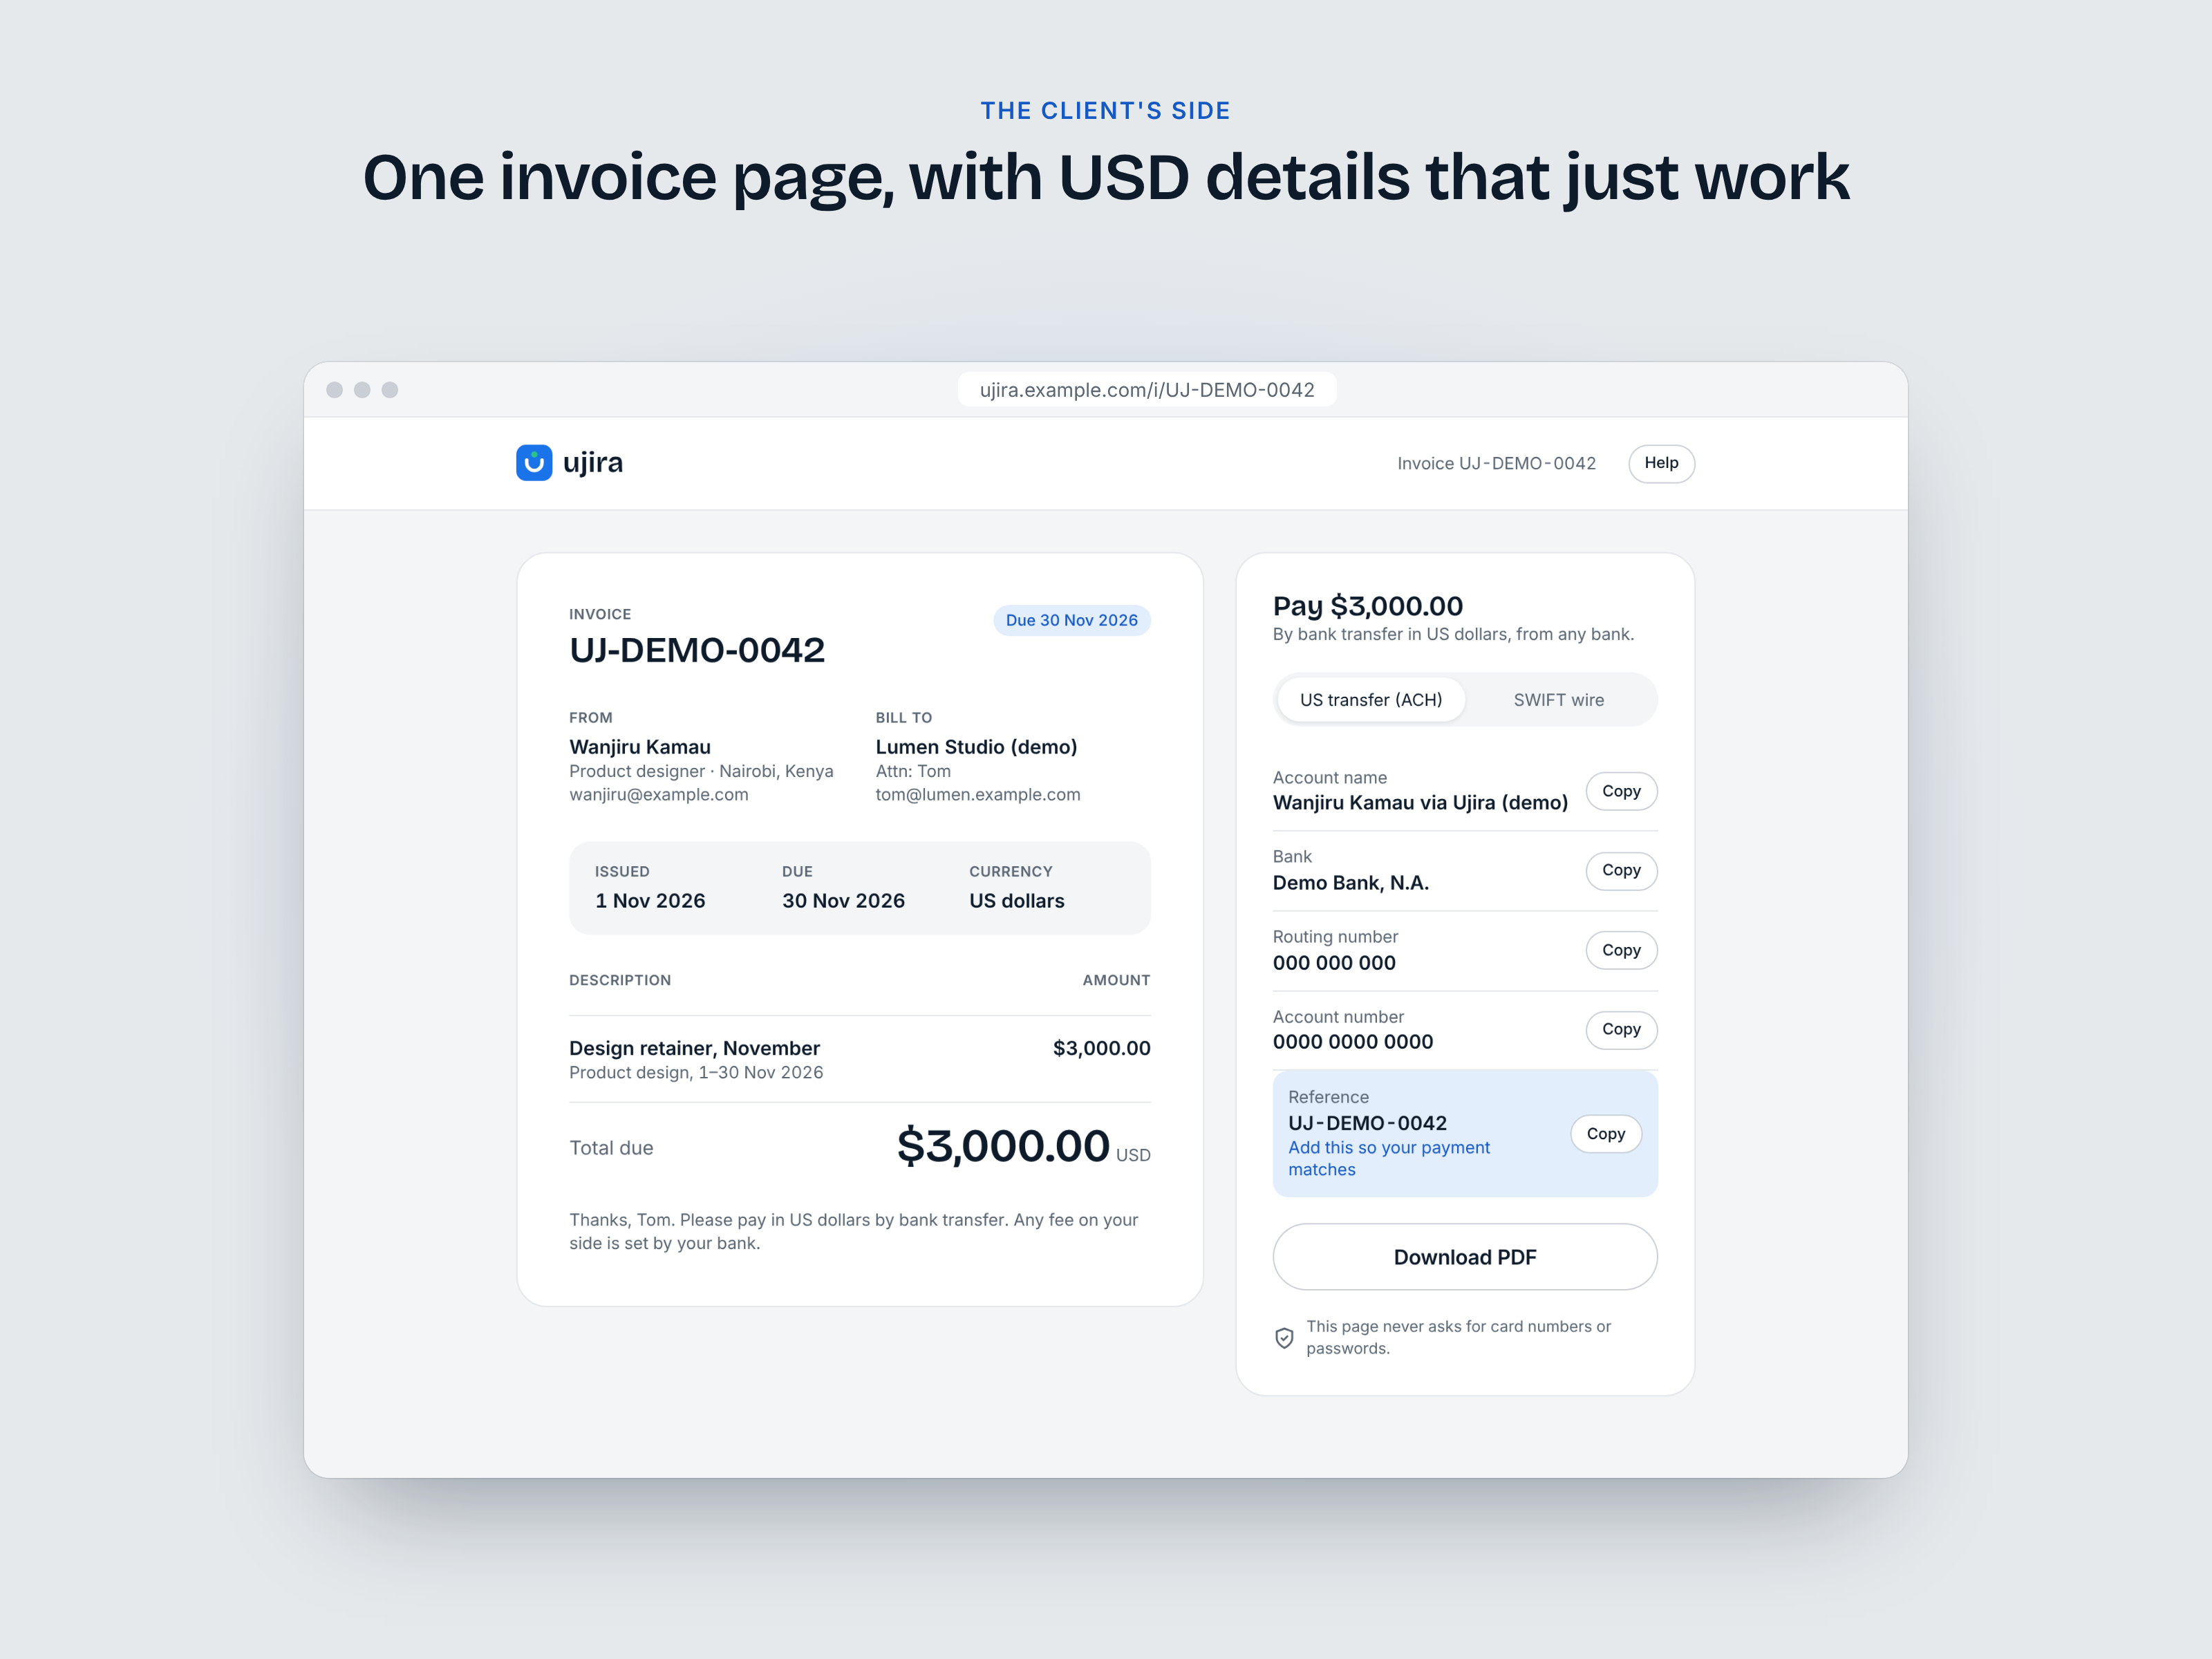 THE CLIENT'S SIDE
One invoice page, with USD details that just work
ujira.example.com/i/UJ-DEMO-0042
ujira
Invoice UJ-DEMO-0042
Help
INVOICE
UJ-DEMO-0042
Due 30 Nov 2026
FROM
Wanjiru Kamau
Product designer · Nairobi, Kenya
wanjiru@example.com
BILL TO
Lumen Studio (demo)
Attn: Tom
tom@lumen.example.com
ISSUED
1 Nov 2026
DUE
30 Nov 2026
CURRENCY
US dollars
DESCRIPTION
AMOUNT
Design retainer, November
$3,000.00
Product design, 1–30 Nov 2026
Total due
$3,000.00 USD
Thanks, Tom. Please pay in US dollars by bank transfer. Any fee on your
side is set by your bank.
Pay $3,000.00
By bank transfer in US dollars, from any bank.
US transfer (ACH)
SWIFT wire
Account name
Wanjiru Kamau via Ujira (demo)
Copy
Bank
Demo Bank, N.A.
Copy
Routing number
000 000 000
Copy
Account number
0000 0000 0000
Copy
Reference
UJ-DEMO-0042
Add this so your payment
matches
Copy
Download PDF
This page never asks for card numbers or
passwords.